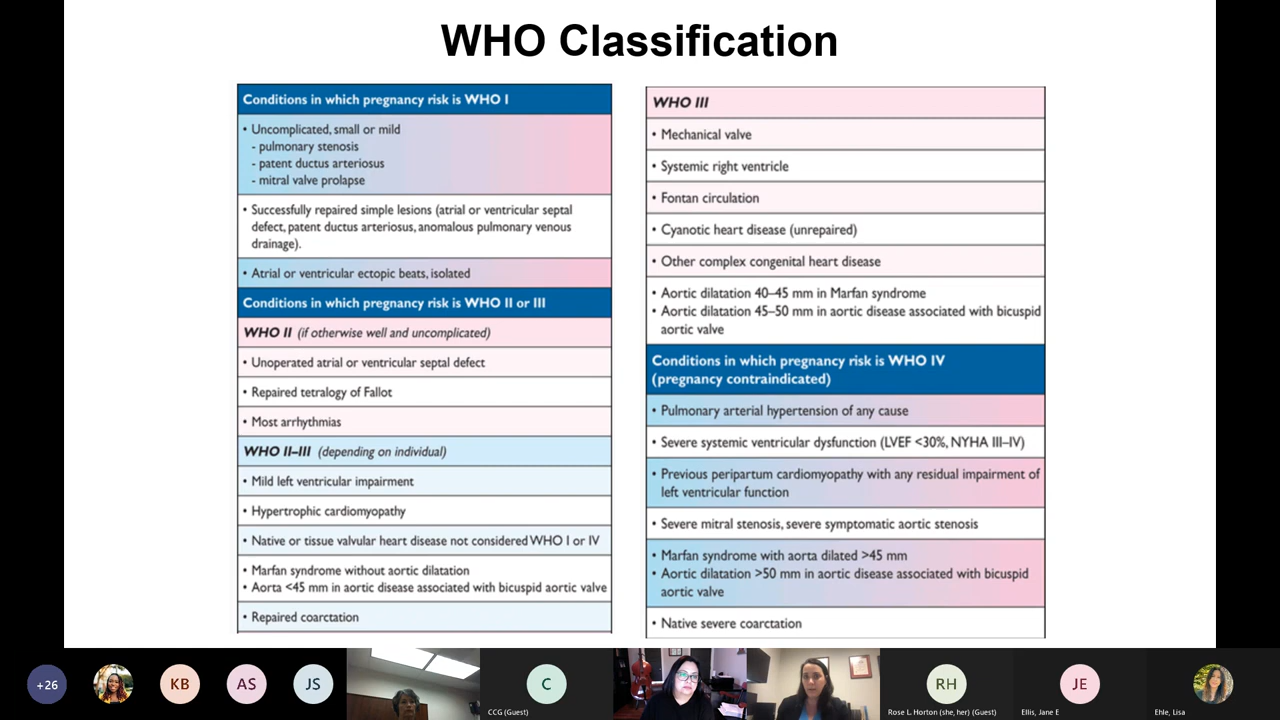 WHO Classification
Conditions in which pregnancy risk is WHO I
• Uncomplicated, small or mild
- pulmonary stenosis
- patent ductus arteriosus
- mitral valve prolapse
• Successfully repaired simple lesions (atrial or ventricular septal
defect, patent ductus arteriosus, anomalous pulmonary venous
drainage).
• Atrial or ventricular ectopic beats, isolated
Conditions in which pregnancy risk is WHO II or III
WHO II (if otherwise well and uncomplicated)
• Unoperated atrial or ventricular septal defect
• Repaired tetralogy of Fallot
• Most arrhythmias
WHO II–III (depending on individual)
• Mild left ventricular impairment
• Hypertrophic cardiomyopathy
• Native or tissue valvular heart disease not considered WHO I or IV
• Marfan syndrome without aortic dilatation
• Aorta <45 mm in aortic disease associated with bicuspid aortic valve
• Repaired coarctation
WHO III
• Mechanical valve
• Systemic right ventricle
• Fontan circulation
• Cyanotic heart disease (unrepaired)
• Other complex congenital heart disease
• Aortic dilatation 40–45 mm in Marfan syndrome
• Aortic dilatation 45–50 mm in aortic disease associated with bicuspid
aortic valve
Conditions in which pregnancy risk is WHO IV
(pregnancy contraindicated)
• Pulmonary arterial hypertension of any cause
• Severe systemic ventricular dysfunction (LVEF <30%, NYHA III–IV)
• Previous peripartum cardiomyopathy with any residual impairment of
left ventricular function
• Severe mitral stenosis, severe symptomatic aortic stenosis
• Marfan syndrome with aorta dilated >45 mm
• Aortic dilatation >50 mm in aortic disease associated with bicuspid
aortic valve
• Native severe coarctation
+26
KB
AS
JS
C
CCG (Guest)
RH
Rose L. Horton (she, her) (Guest)
JE
Ellis, Jane E
Ehle, Lisa